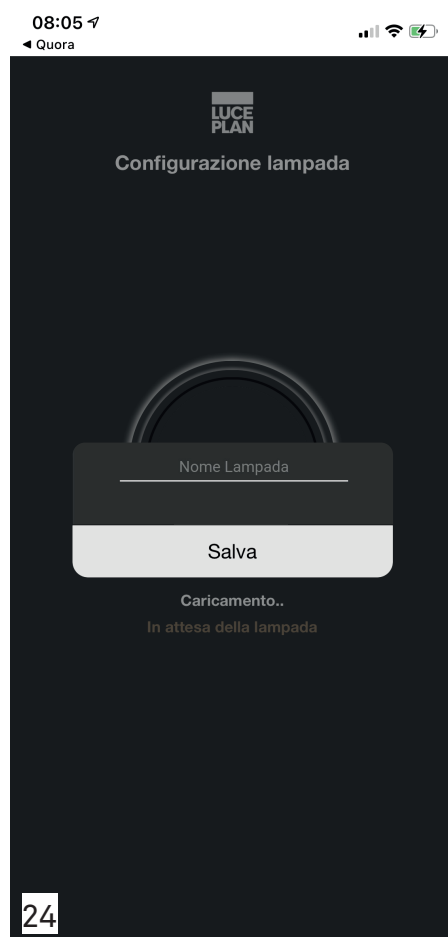 08:05
◀ Quora
LUCE
PLAN
Configurazione lampada
Nome Lampada
Salva
Caricamento..
In attesa della lampada
24